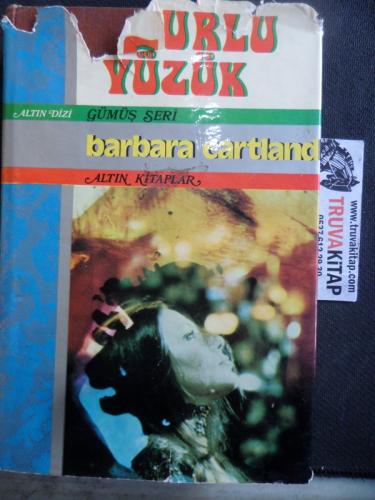 URLU
YÜZÜK
ALTIN DİZİ GÜMÜŞ SERİ
barbara cartland
ALTIN KİTAPLAR
www.truvakitap.com
TRUVAKİTAP